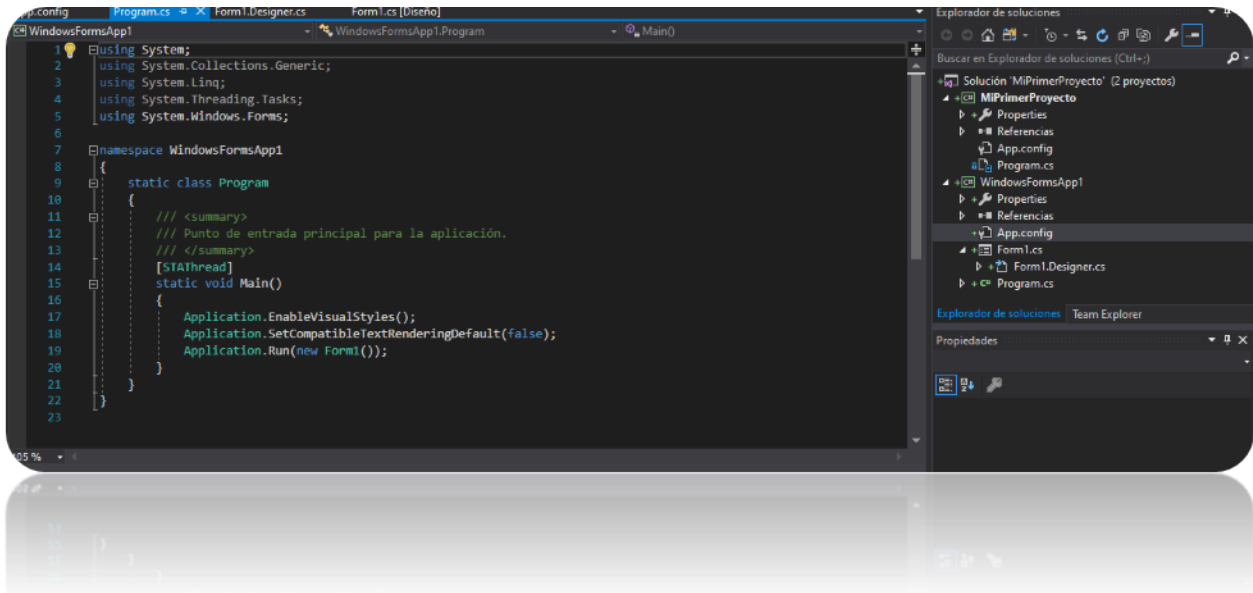 App.config Program.cs Form1.Designer.cs Form1.cs [Diseño]
WindowsFormsApp1 WindowsFormsApp1.Program Main()
1 using System;
2 using System.Collections.Generic;
3 using System.Linq;
4 using System.Threading.Tasks;
5 using System.Windows.Forms;
6
7 namespace WindowsFormsApp1
8 {
9 static class Program
10 {
11 /// <summary>
12 /// Punto de entrada principal para la aplicación.
13 /// </summary>
14 [STAThread]
15 static void Main()
16 {
17 Application.EnableVisualStyles();
18 Application.SetCompatibleTextRenderingDefault(false);
19 Application.Run(new Form1());
20 }
21 }
22 }
23
105 %
Explorador de soluciones
Buscar en Explorador de soluciones (Ctrl+;)
Solución 'MiPrimerProyecto' (2 proyectos)
MiPrimerProyecto
Properties
Referencias
App.config
Program.cs
WindowsFormsApp1
Properties
Referencias
App.config
Form1.cs
Form1.Designer.cs
Program.cs
Explorador de soluciones Team Explorer
Propiedades